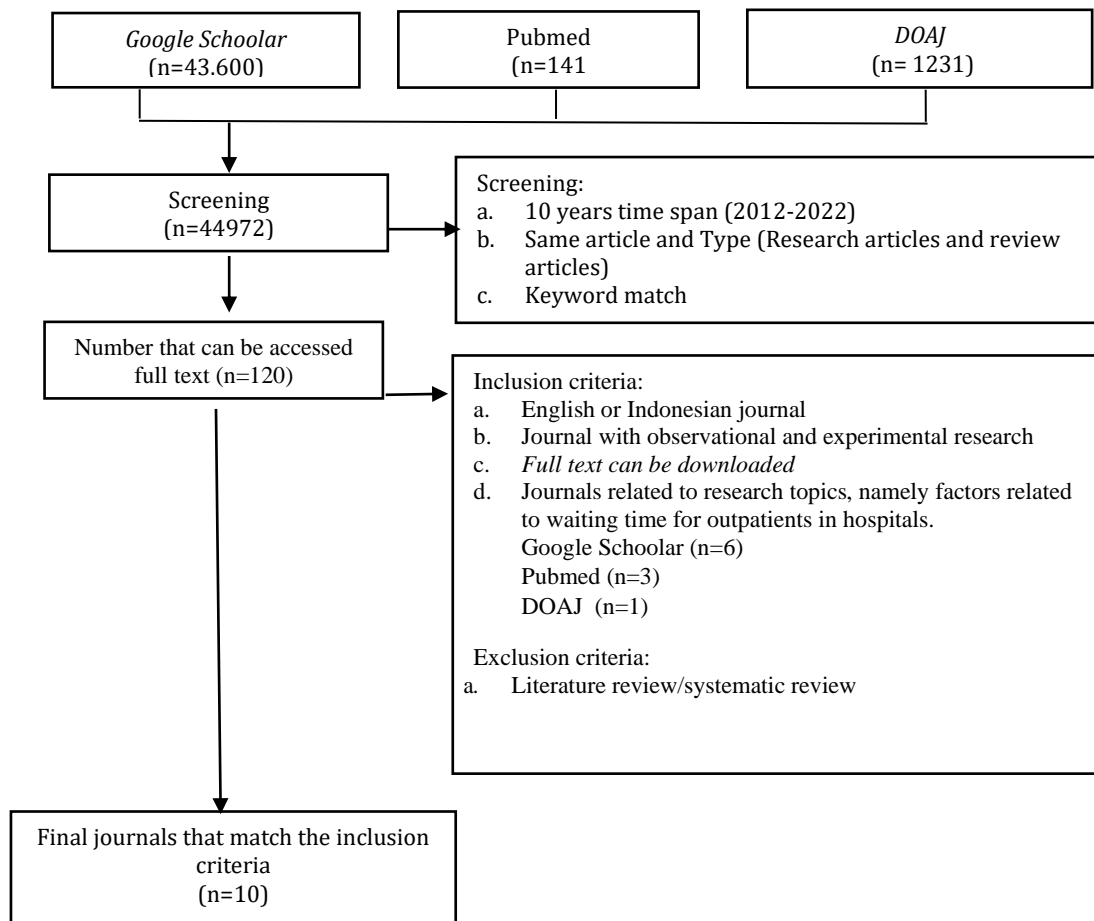 Google Schoolar
(n=43.600)
Pubmed
(n=141
DOAJ
(n= 1231)
Screening
(n=44972)
Screening:
a. 10 years time span (2012-2022)
b. Same article and Type (Research articles and review
articles)
c. Keyword match
Number that can be accessed
full text (n=120)
Inclusion criteria:
a. English or Indonesian journal
b. Journal with observational and experimental research
c. Full text can be downloaded
d. Journals related to research topics, namely factors related
to waiting time for outpatients in hospitals.
Google Schoolar (n=6)
Pubmed (n=3)
DOAJ (n=1)
Exclusion criteria:
a. Literature review/systematic review
Final journals that match the inclusion
criteria
(n=10)